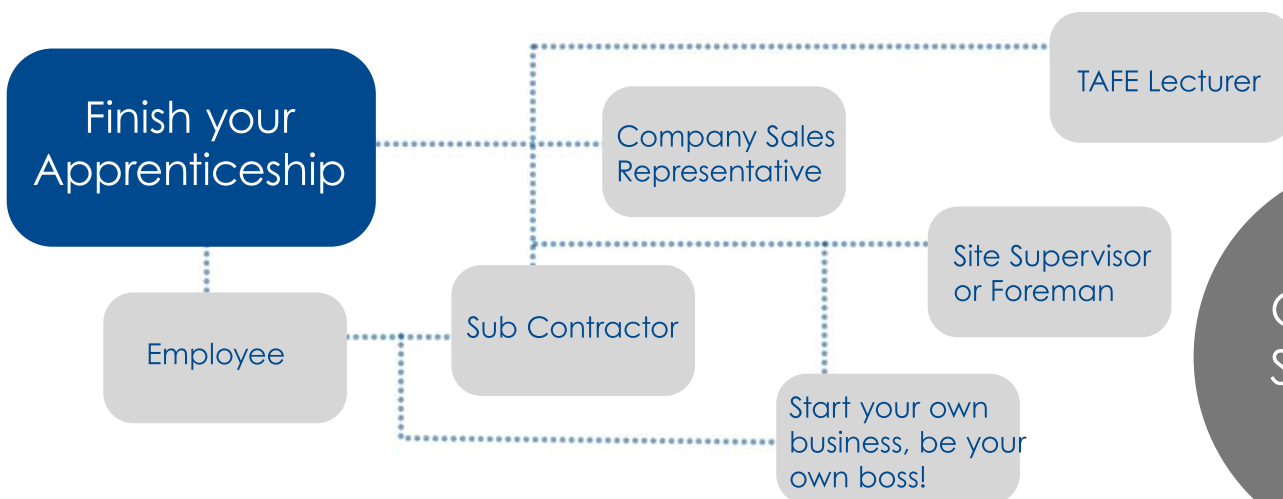 Finish your
Apprenticeship
TAFE Lecturer
Company Sales
Representative
Site Supervisor
or Foreman
Sub Contractor
Employee
Start your own
business, be your
own boss!